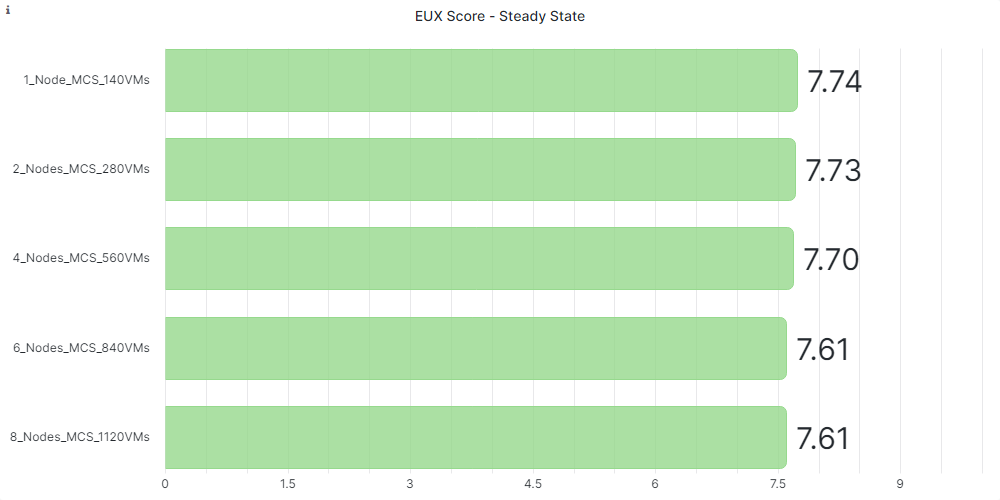 i
EUX Score - Steady State
1_Node_MCS_140VMs
7.74
2_Nodes_MCS_280VMs
7.73
4_Nodes_MCS_560VMs
7.70
6_Nodes_MCS_840VMs
7.61
8_Nodes_MCS_1120VMs
7.61
0 1.5 3 4.5 6 7.5 9